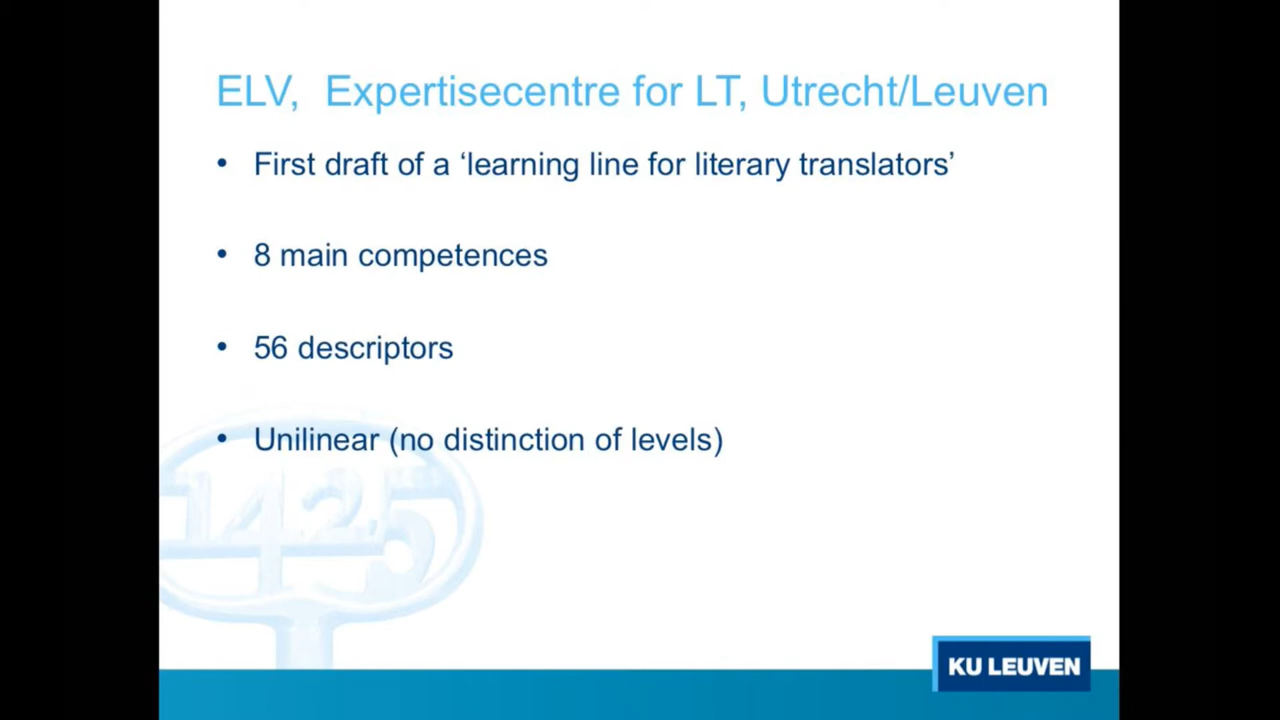 ELV,  Expertisecentre for LT, Utrecht/Leuven
• First draft of a ‘learning line for literary translators’
• 8 main competences
• 56 descriptors
• Unilinear (no distinction of levels)
1425
KU LEUVEN